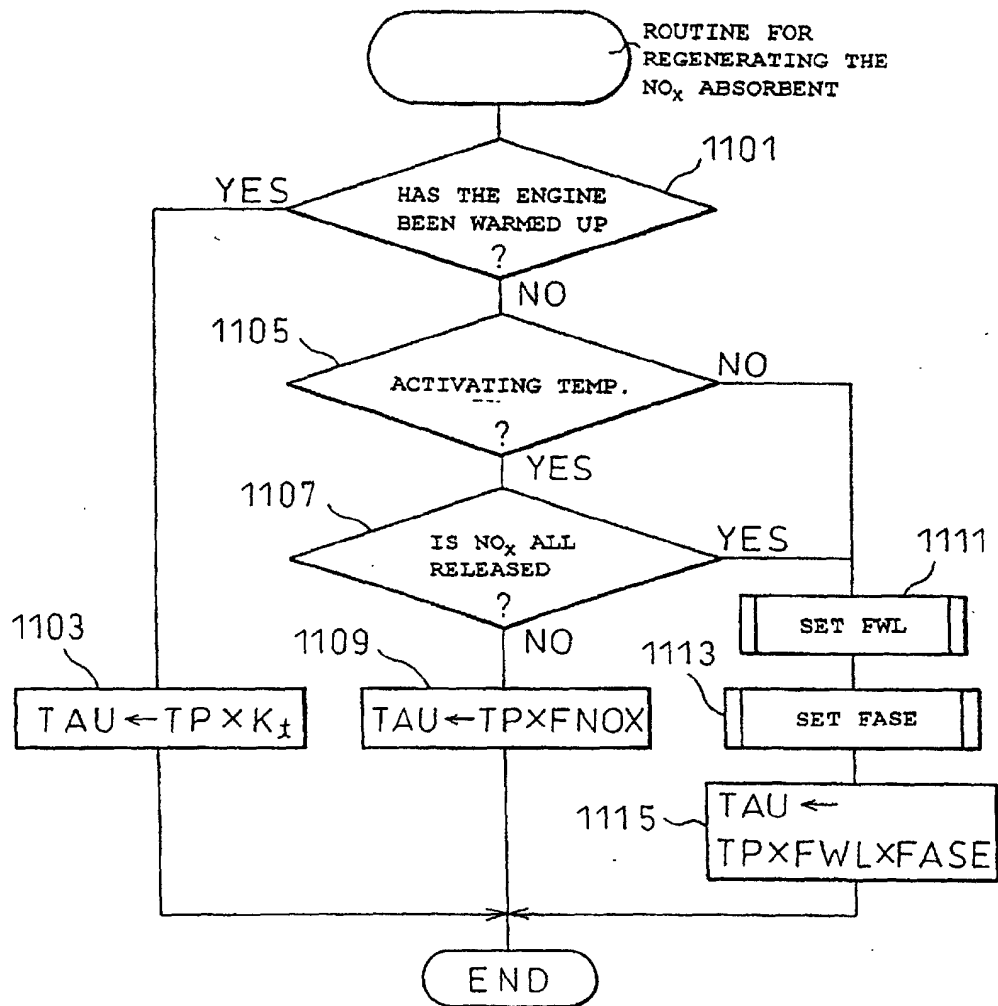 ROUTINE FOR
REGENERATING THE
NOx ABSORBENT
1101
YES
HAS THE ENGINE
BEEN WARMED UP
?
NO
1105
NO
ACTIVATING TEMP.
?
YES
1107
IS NOx ALL
RELEASED
YES
?
NO
1111
SET FWL
1103
1109
1113
TAU←TP×Kt
TAU←TP×FNOX
SET FASE
1115
TAU←
TP×FWL×FASE
END